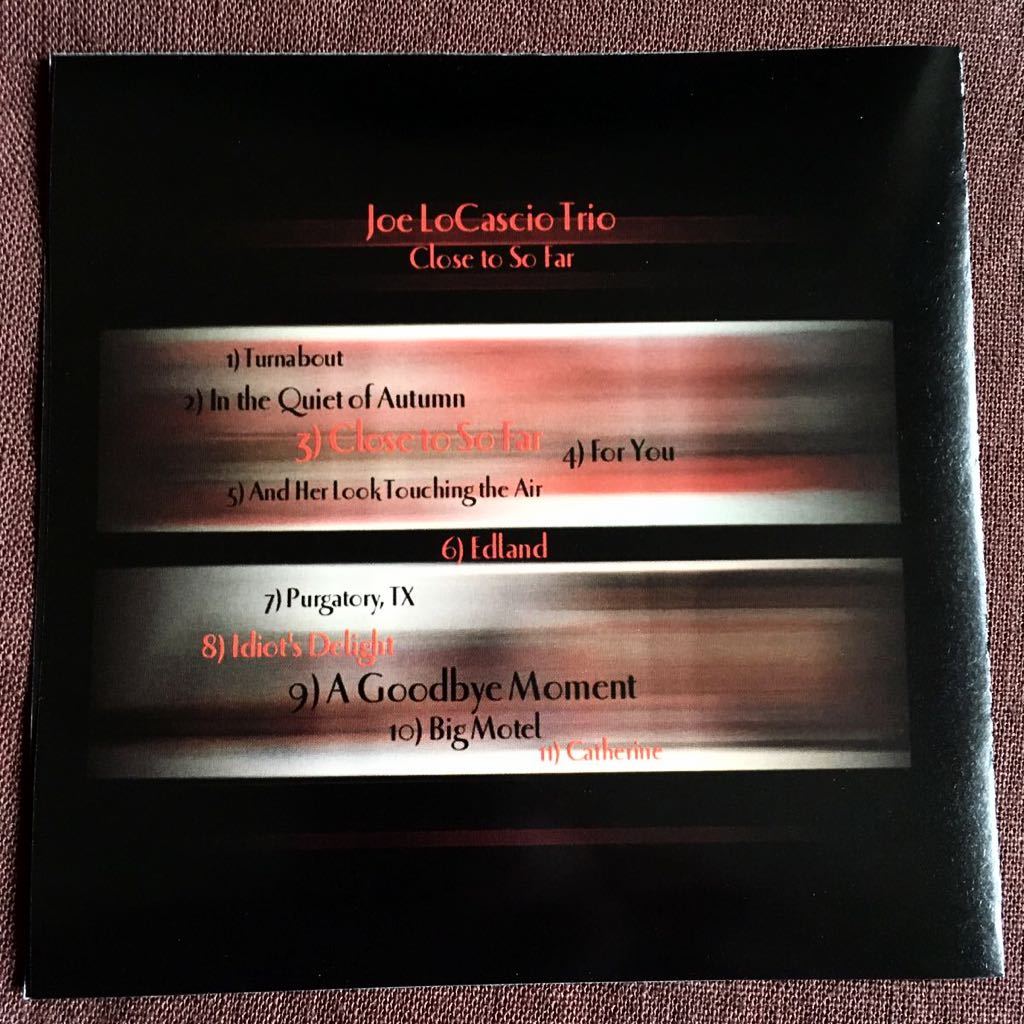 Joe LoCascio Trio
Close to So Far
1) Turnabout
2) In the Quiet of Autumn
3) Close to So Far
4) For You
5) And Her Look Touching the Air
6) Edland
7) Purgatory, TX
8) Idiot's Delight
9) A Goodbye Moment
10) Big Motel
11) Catherine